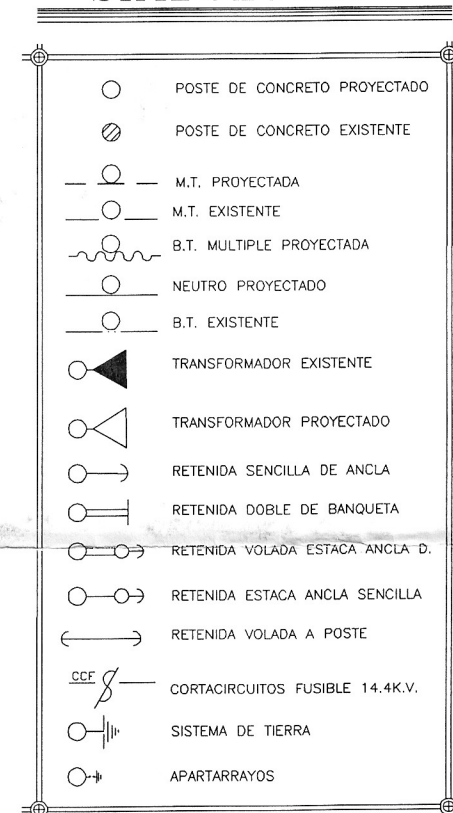 POSTE DE CONCRETO PROYECTADO
POSTE DE CONCRETO EXISTENTE
M.T. PROYECTADA
M.T. EXISTENTE
B.T. MULTIPLE PROYECTADA
NEUTRO PROYECTADO
B.T. EXISTENTE
TRANSFORMADOR EXISTENTE
TRANSFORMADOR PROYECTADO
RETENIDA SENCILLA DE ANCLA
RETENIDA DOBLE DE BANQUETA
RETENIDA VOLADA ESTACA ANCLA D.
RETENIDA ESTACA ANCLA SENCILLA
RETENIDA VOLADA A POSTE
CCF CORTACIRCUITOS FUSIBLE 14.4K.V.
SISTEMA DE TIERRA
APARTARRAYOS